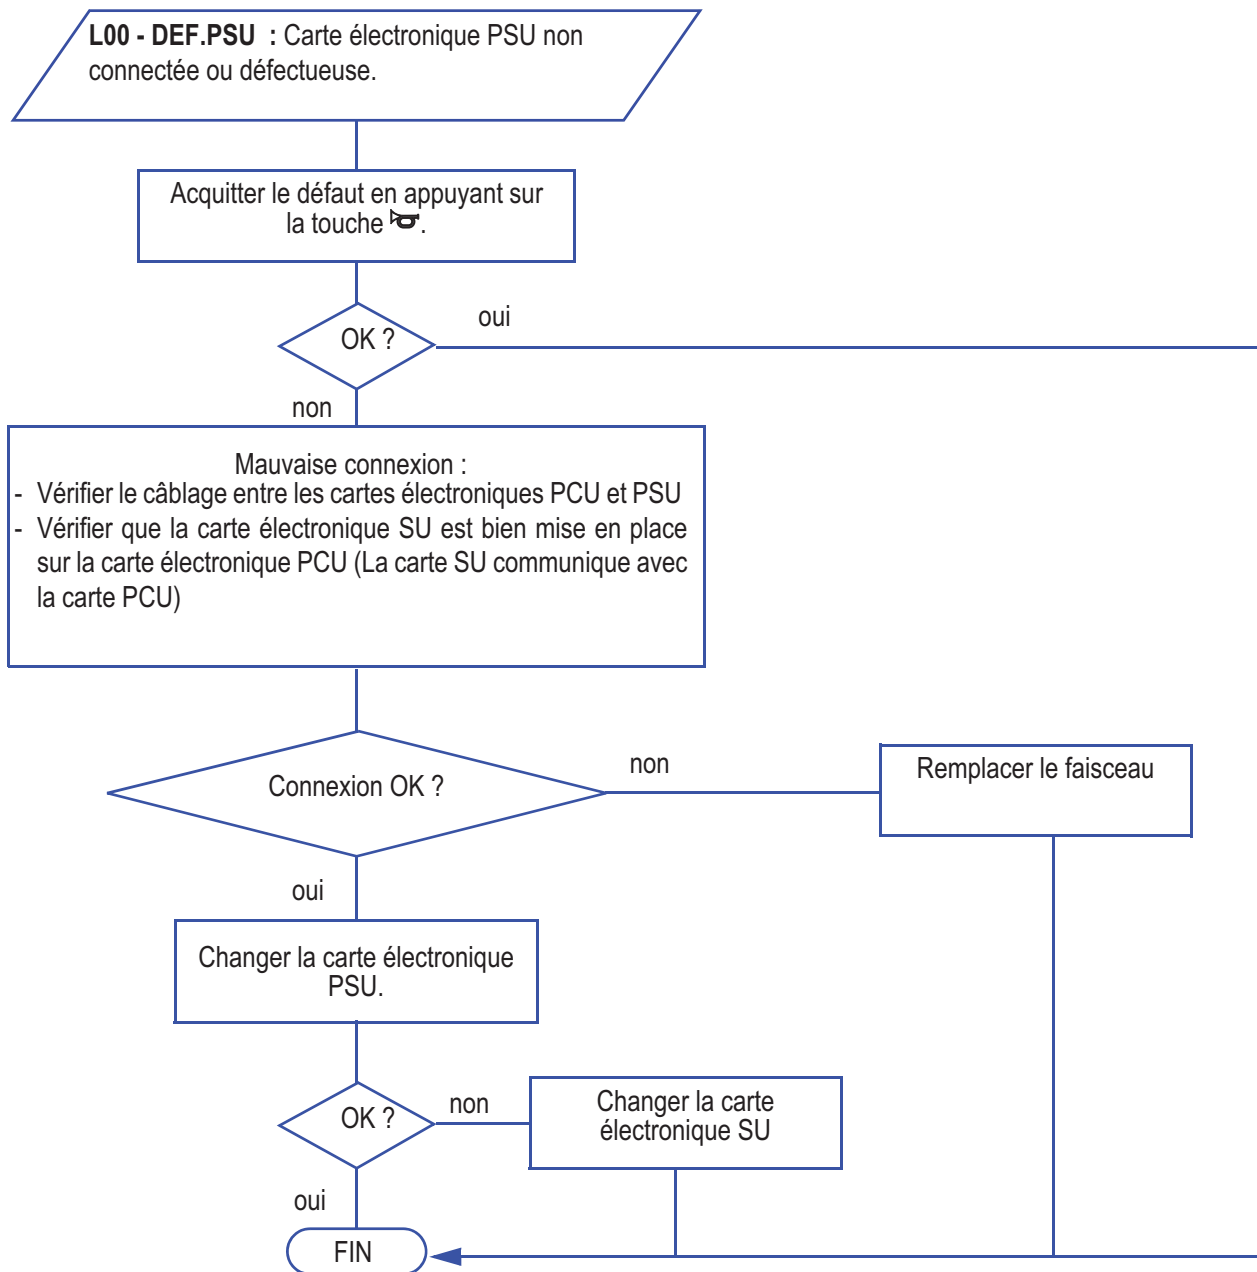 L00 - DEF.PSU : Carte électronique PSU non
connectée ou défectueuse.
Acquitter le défaut en appuyant sur
la touche .
OK ?
oui
non
Mauvaise connexion :
- Vérifier le câblage entre les cartes électroniques PCU et PSU
- Vérifier que la carte électronique SU est bien mise en place
sur la carte électronique PCU (La carte SU communique avec
la carte PCU)
Connexion OK ?
non
Remplacer le faisceau
oui
Changer la carte électronique
PSU.
OK ?
non
Changer la carte
électronique SU
oui
FIN